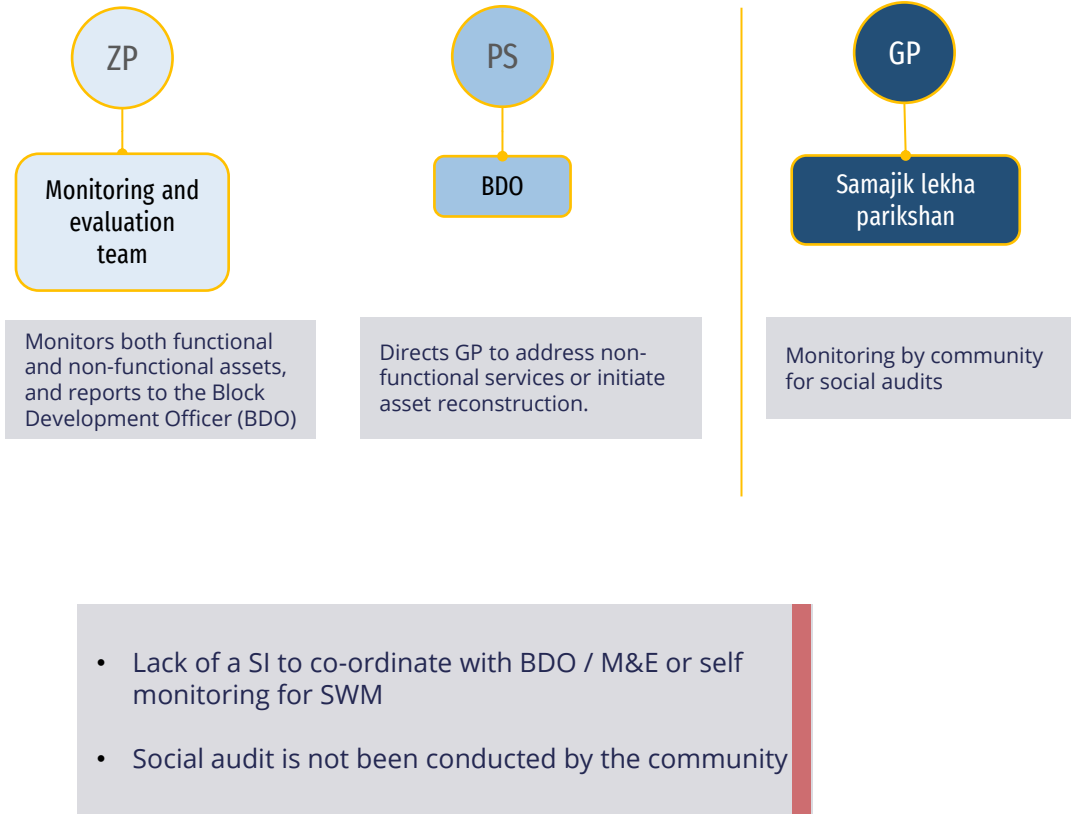 ZP
PS
GP
Monitoring and
evaluation
team
BDO
Samajik lekha
parikshan
Monitors both functional
and non-functional assets,
and reports to the Block
Development Officer (BDO)
Directs GP to address non-
functional services or initiate
asset reconstruction.
Monitoring by community
for social audits
• Lack of a SI to co-ordinate with BDO / M&E or self
monitoring for SWM
• Social audit is not been conducted by the community